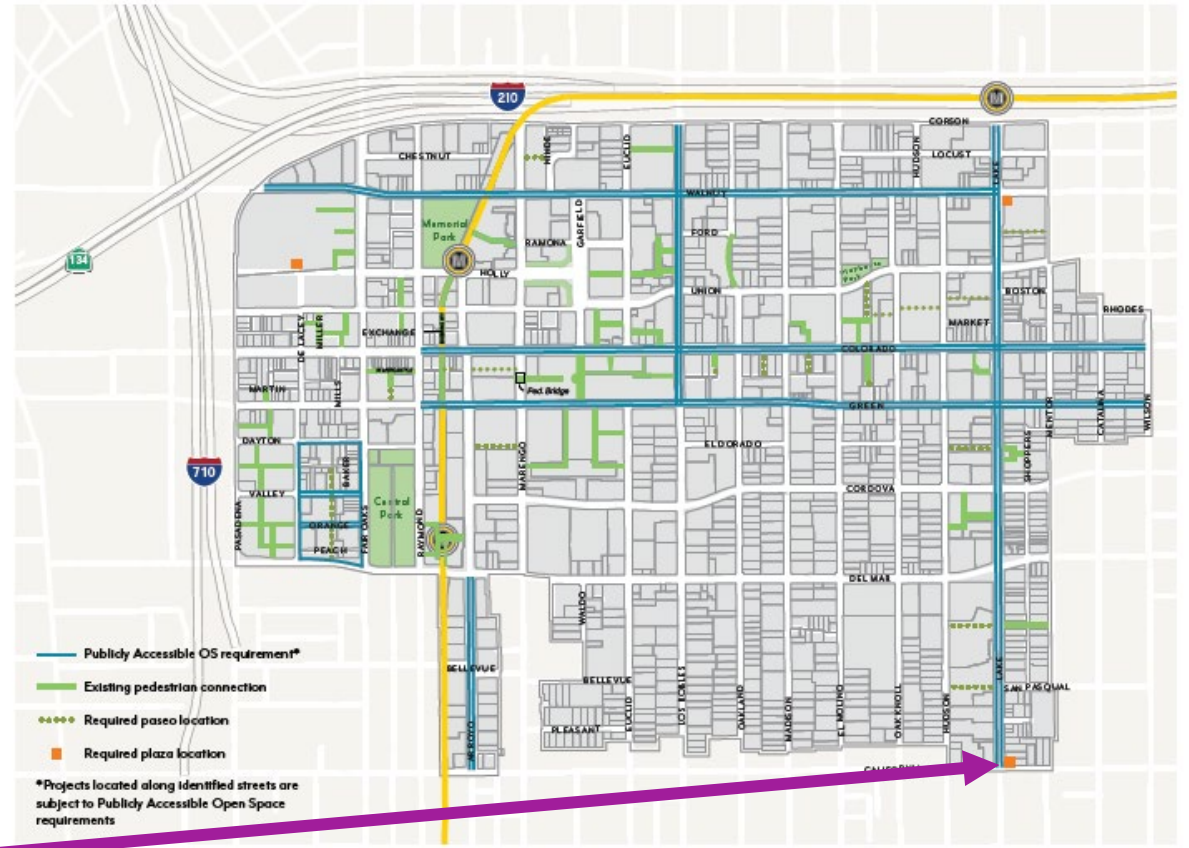 210
M
CORSON
CHESTNUT
HINDE
EUCLID
HUDSON
LOCUST
LAKE
WALNUT
Memorial
Park
GARFIELD
FORD
RAMONA
134
M
HOLLY
UNION
BOSTON
RHODES
DE LACEY
MILLER
EXCHANGE
MARKET
COLORADO
MARTIN
MILLS
Fed. Bridge
GREEN
MENTOR
CATALINA
WILSON
DAYTON
ELDORADO
SHOPPERS
710
BAKER
MARENGO
VALLEY
Central
Park
CORDOVA
PASADENA
ORANGE
FAIR OAKS
RAYMOND
PEACH
DEL MAR
WALDO
Publicly Accessible OS requirement*
BELLEVUE
Existing pedestrian connection
BELLEVUE
LAKE
SAN PASQUAL
EUCLID
LOS ROBLES
OAKLAND
MADISON
EL MOLINO
OAK KNOLL
HUDSON
Required paseo location
PLEASANT
ARROYO
Required plaza location
*Projects located along identified streets are
subject to Publicly Accessible Open Space
requirements